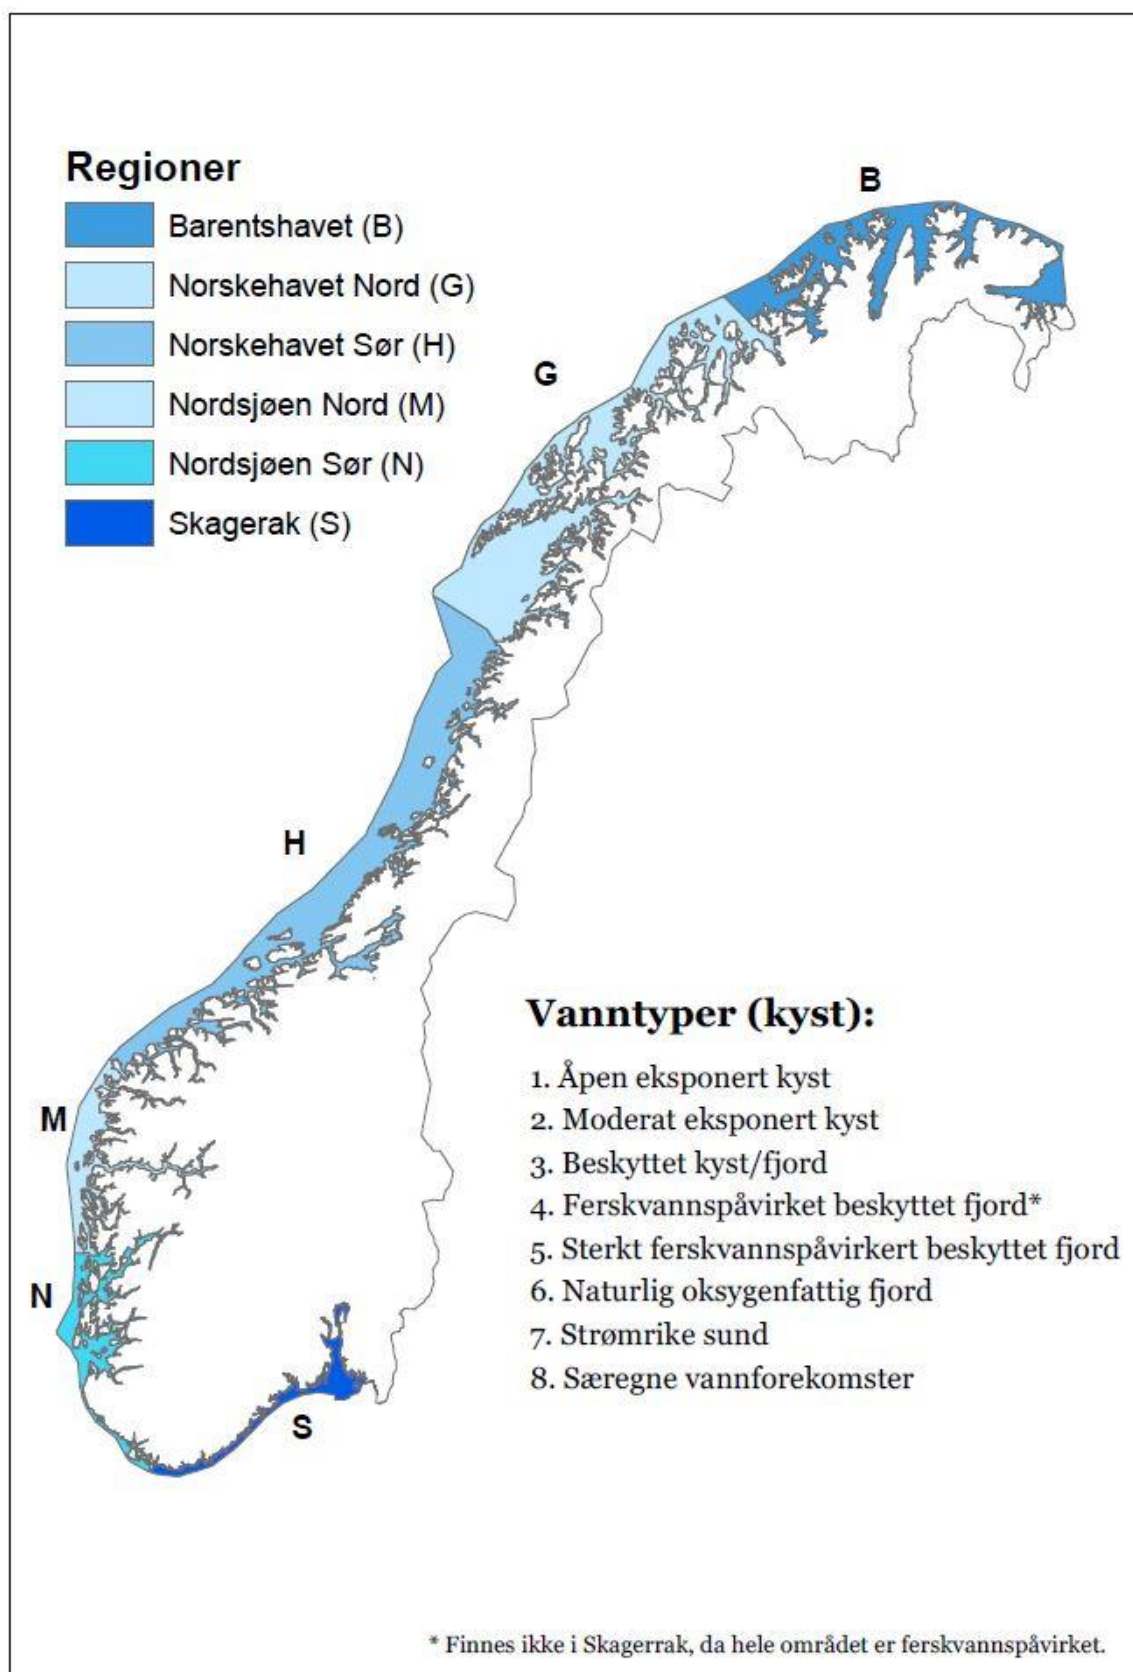 Regioner
Barentshavet (B)
Norskehavet Nord (G)
Norskehavet Sør (H)
Nordsjøen Nord (M)
Nordsjøen Sør (N)
Skagerak (S)
B
G
H
M
N
S
Vanntyper (kyst):
1. Åpen eksponert kyst
2. Moderat eksponert kyst
3. Beskyttet kyst/fjord
4. Ferskvannspåvirket beskyttet fjord*
5. Sterkt ferskvannspåvirkert beskyttet fjord
6. Naturlig oksygenfattig fjord
7. Strømrike sund
8. Særegne vannforekomster
* Finnes ikke i Skagerrak, da hele området er ferskvannspåvirket.